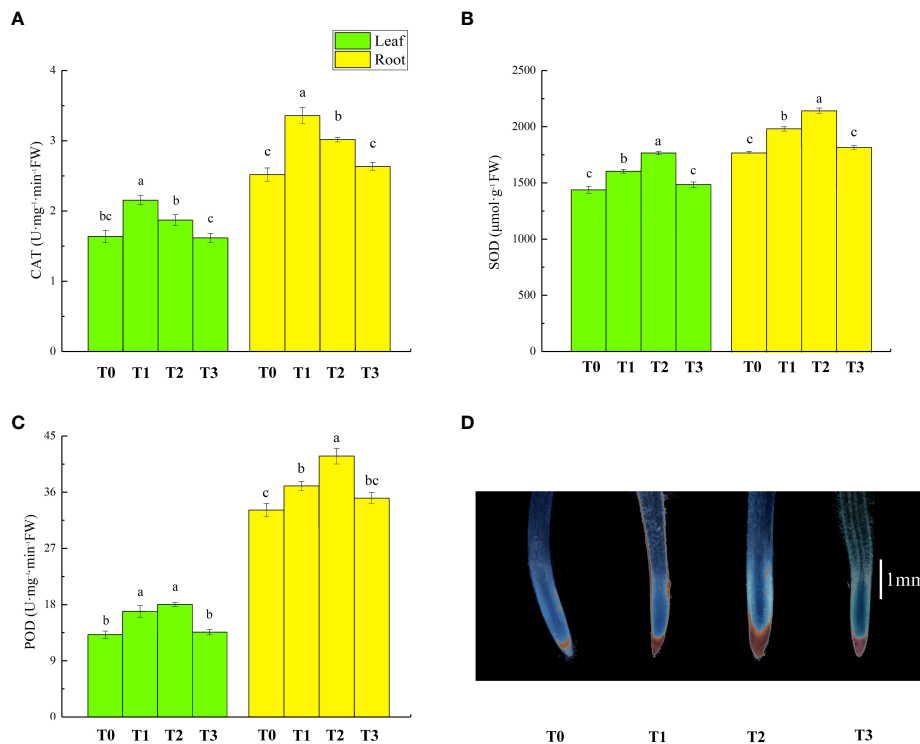 A
Leaf
Root
4
3
2
1
0
CAT (U·mg⁻¹·min⁻¹FW)
bc
a
b
c
c
a
b
c
T0 T1 T2 T3 T0 T1 T2 T3
B
2500
2000
1500
1000
500
0
SOD (μmol·g⁻¹ FW)
c
b
a
c
c
b
a
c
T0 T1 T2 T3 T0 T1 T2 T3
C
45
36
27
18
9
0
POD (U·mg⁻¹·min⁻¹FW)
b
a
a
b
c
b
a
bc
T0 T1 T2 T3 T0 T1 T2 T3
D
1mm
T0 T1 T2 T3